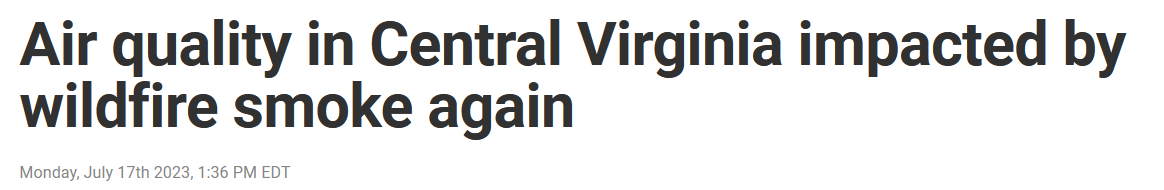 Air quality in Central Virginia impacted by
wildfire smoke again
Monday, July 17th 2023, 1:36 PM EDT